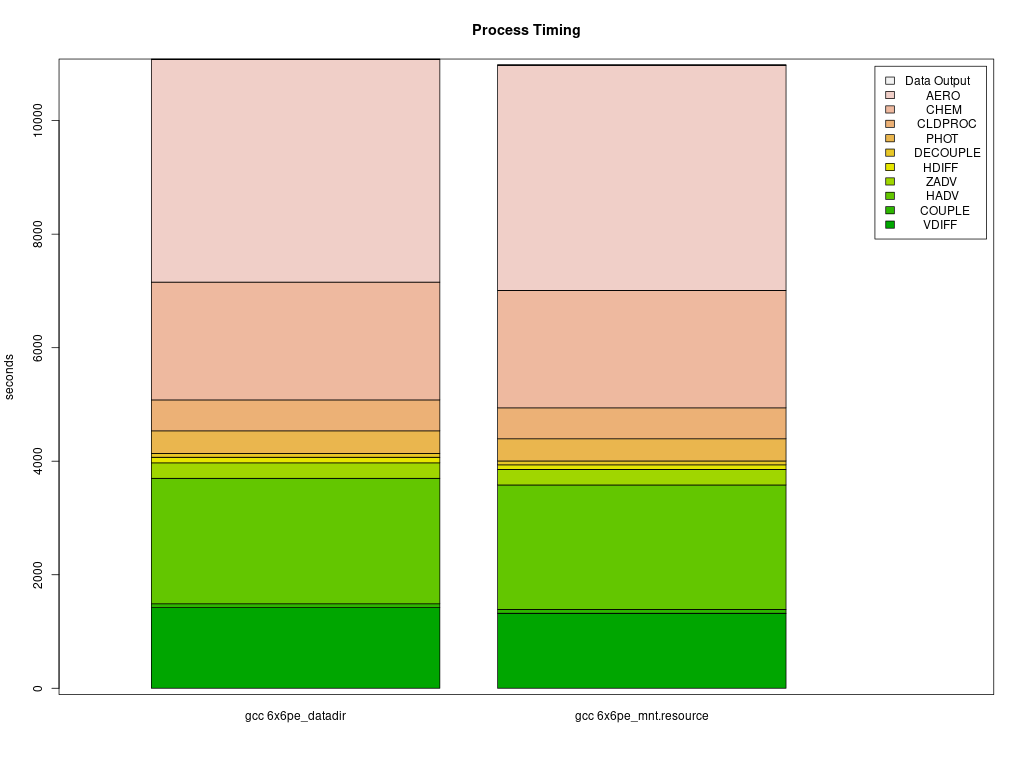 Process Timing
Data Output
AERO
CHEM
CLDPROC
PHOT
DECOUPLE
HDIFF
ZADV
HADV
COUPLE
VDIFF
10000
8000
6000
4000
2000
0
seconds
gcc 6x6pe_datadir
gcc 6x6pe_mnt.resource